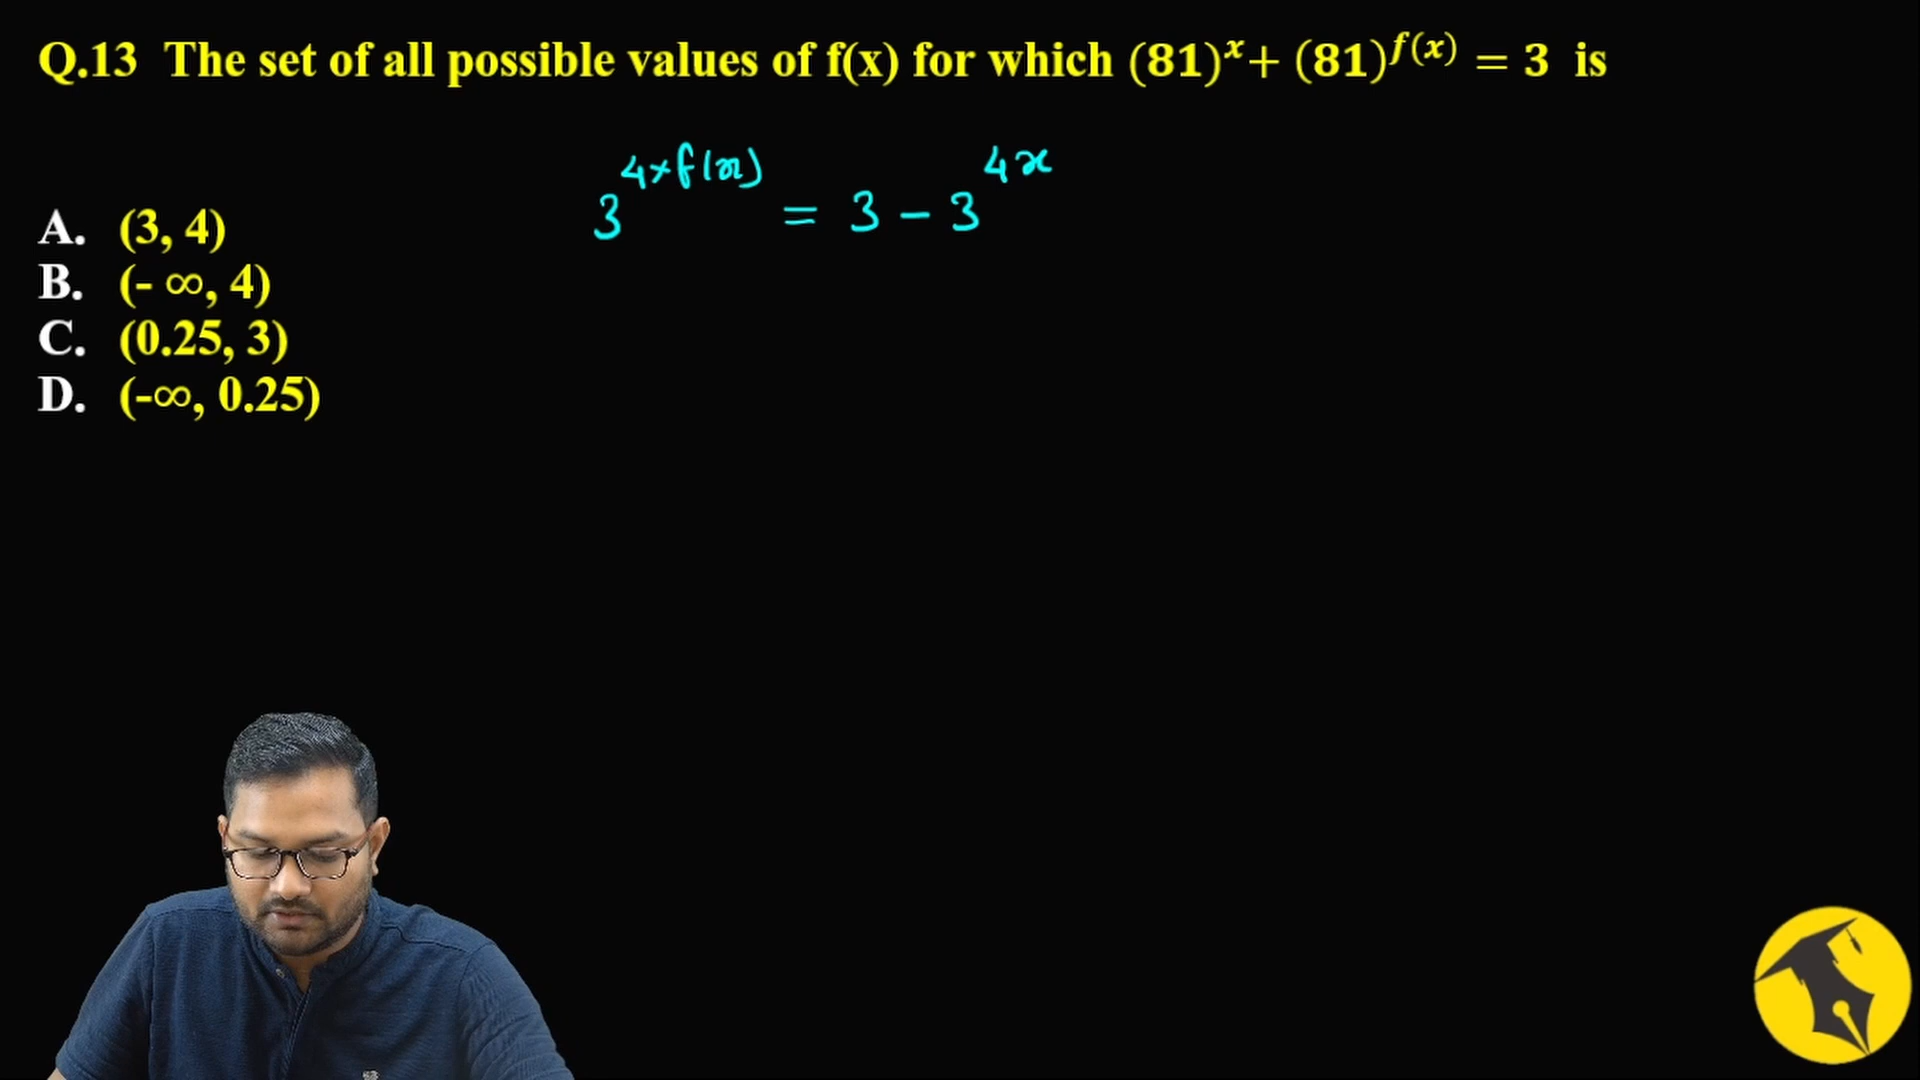 Q.13 The set of all possible values of f(x) for which (81)ˣ+ (81)^f(x) = 3 is
3^4×f(x) = 3 − 3^4x
A. (3, 4)
B. (- ∞, 4)
C. (0.25, 3)
D. (-∞, 0.25)